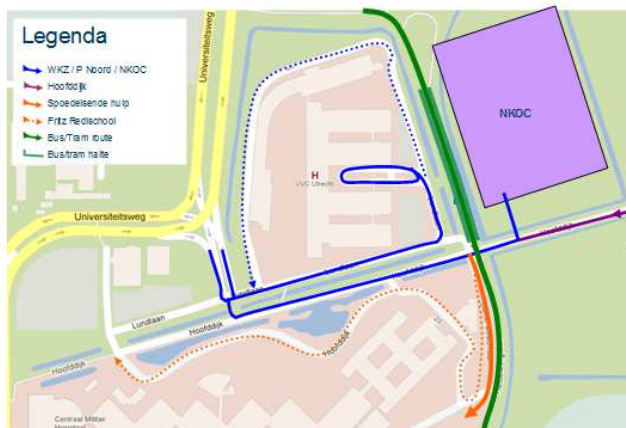 Legenda
WKZ / P Noord / NKOC
Hoofddijk
Spoedeisende hulp
Fritz Redlschool
Bus/Tram route
Bus/tram halte
Universiteitsweg
Universiteitsweg
NKOC
H
UMC Utrecht
Hoofddijk
Lundlaan
Hoofddijk
Hoofddijk
Centraal Militair